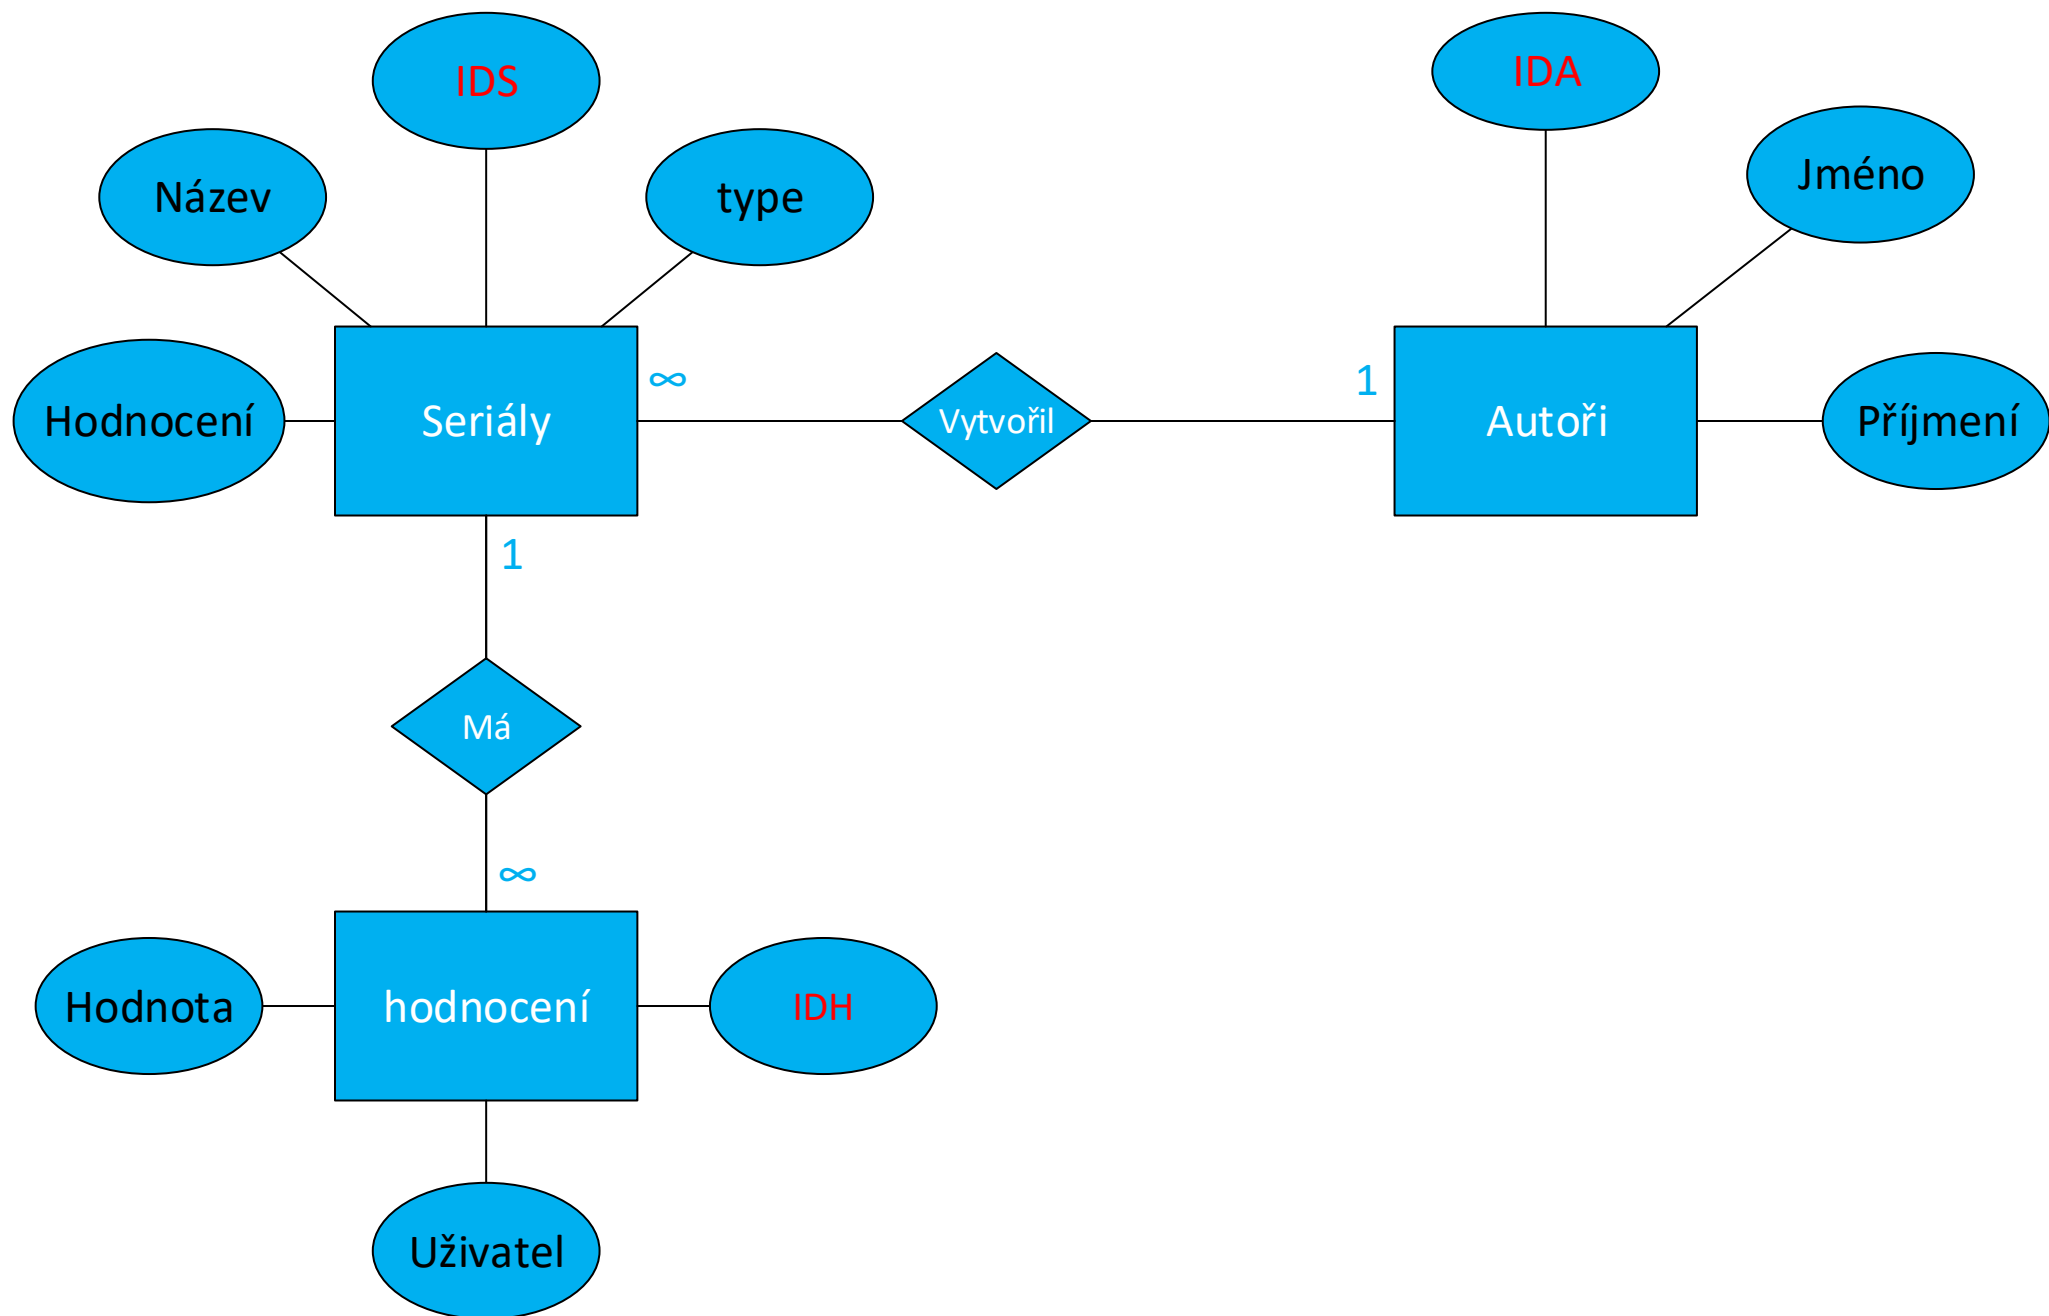 IDS
IDA
Název
type
Jméno
Hodnocení
Seriály
∞
Vytvořil
1
Autoři
Příjmení
1
Má
∞
Hodnota
hodnocení
IDH
Uživatel